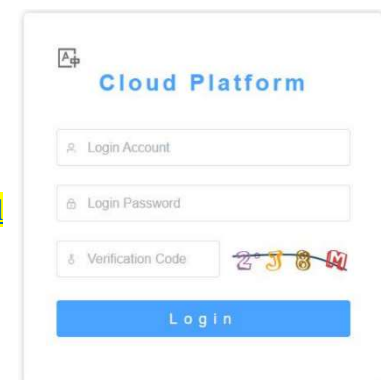 Cloud Platform
Login Account
Login Password
Verification Code
2J8M
Login